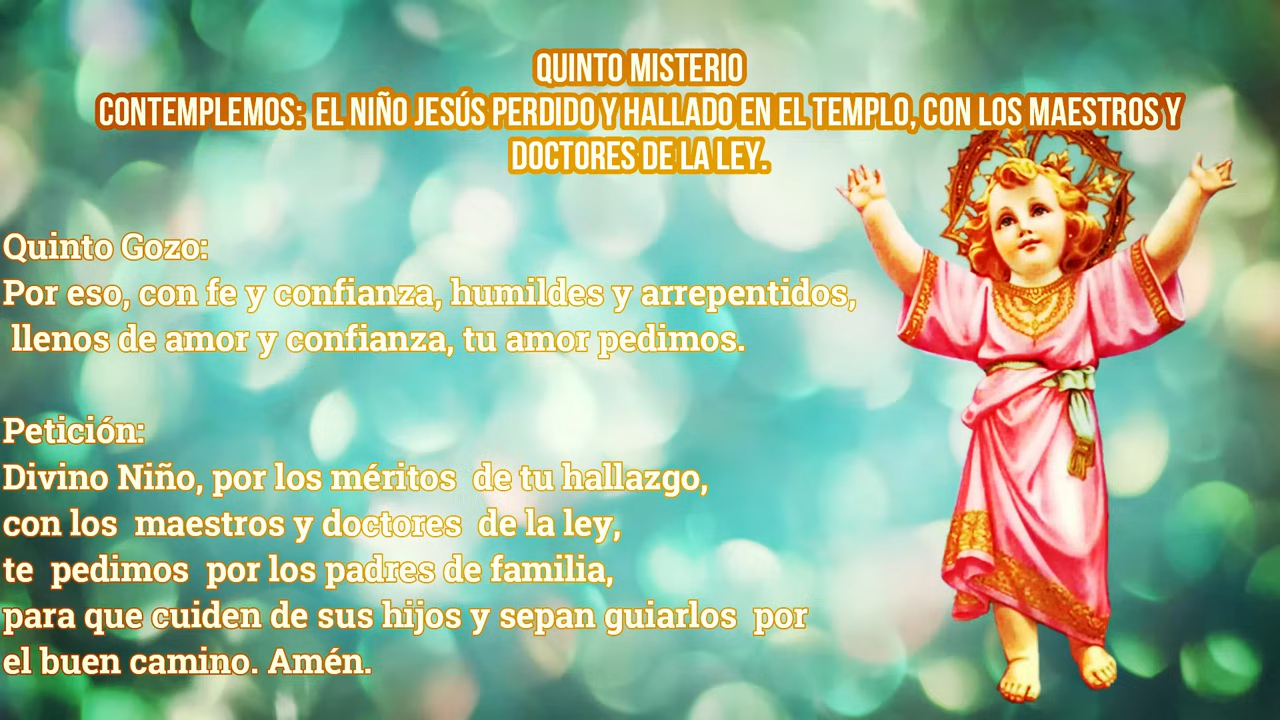 QUINTO MISTERIO
CONTEMPLEMOS: EL NIÑO JESÚS PERDIDO Y HALLADO EN EL TEMPLO, CON LOS MAESTROS Y
DOCTORES DE LA LEY.
Quinto Gozo:
Por eso, con fe y confianza, humildes y arrepentidos,
llenos de amor y confianza, tu amor pedimos.
Petición:
Divino Niño, por los méritos de tu hallazgo,
con los maestros y doctores de la ley,
te pedimos por los padres de familia,
para que cuiden de sus hijos y sepan guiarlos por
el buen camino. Amén.